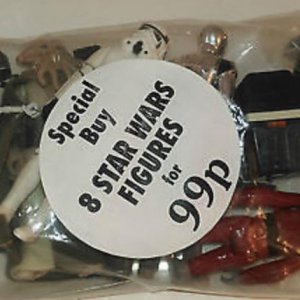 Special
Buy
8 STAR WARS
FIGURES
for
99p